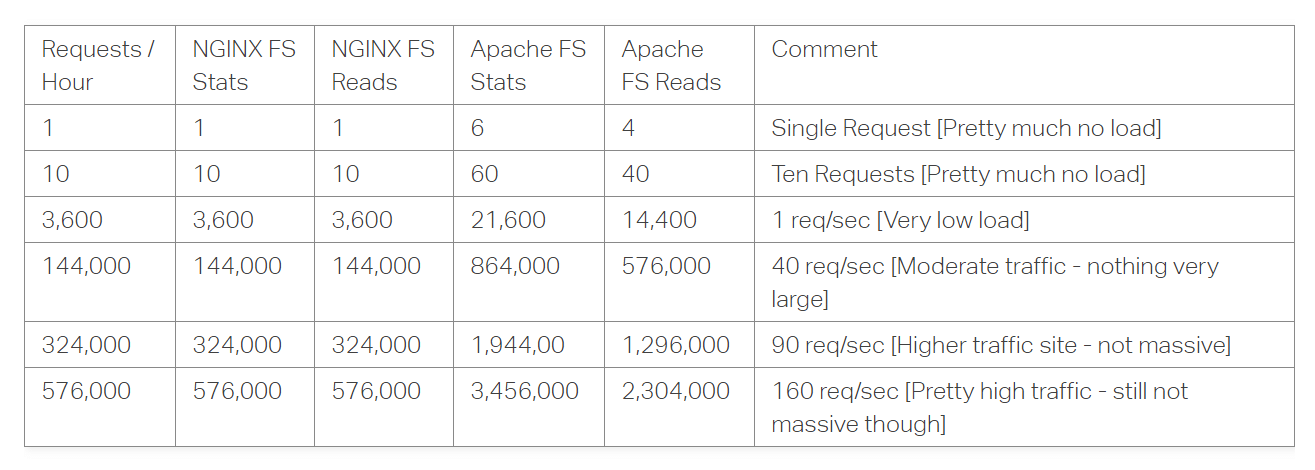 Requests / NGINX FS NGINX FS Apache FS Apache Comment
Hour Stats Reads Stats FS Reads
1 1 1 6 4 Single Request [Pretty much no load]
10 10 10 60 40 Ten Requests [Pretty much no load]
3,600 3,600 3,600 21,600 14,400 1 req/sec [Very low load]
144,000 144,000 144,000 864,000 576,000 40 req/sec [Moderate traffic - nothing very
large]
324,000 324,000 324,000 1,944,00 1,296,000 90 req/sec [Higher traffic site - not massive]
576,000 576,000 576,000 3,456,000 2,304,000 160 req/sec [Pretty high traffic - still not
massive though]